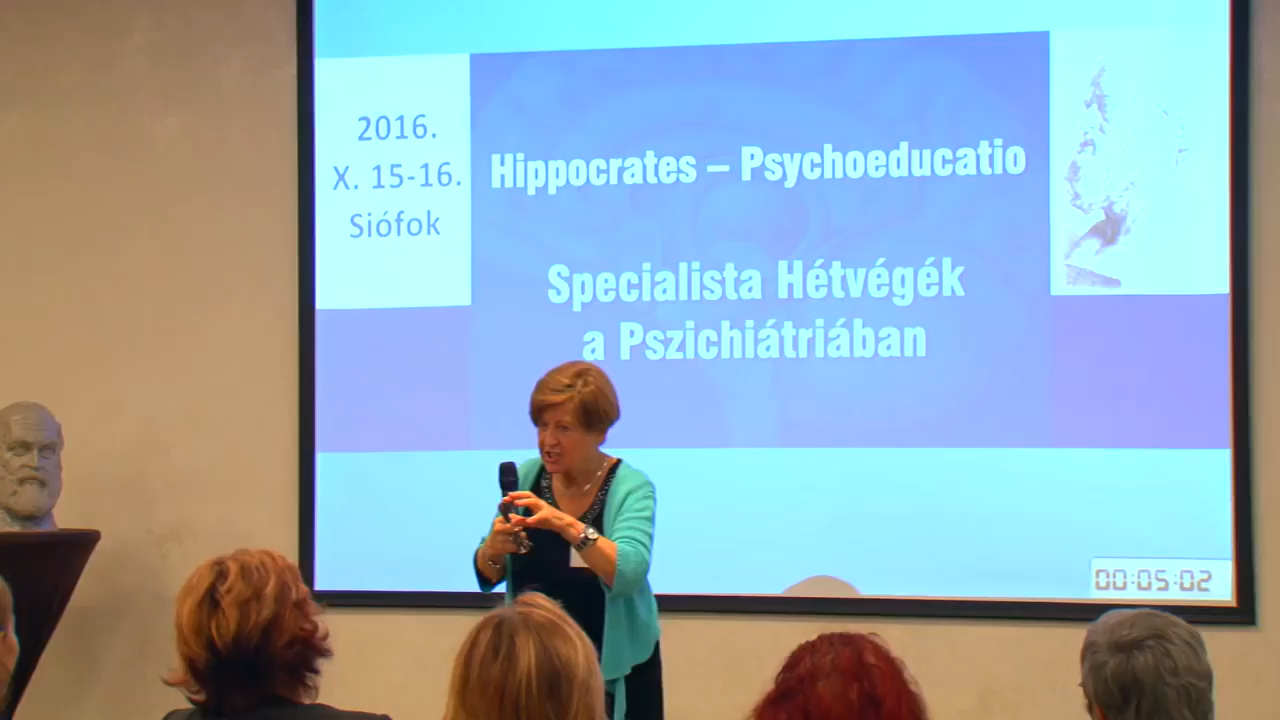 2016.
X. 15-16.
Siófok
Hippocrates – Psychoeducatio
Specialista Hétvégék
a Pszichiátriában
00:05:02